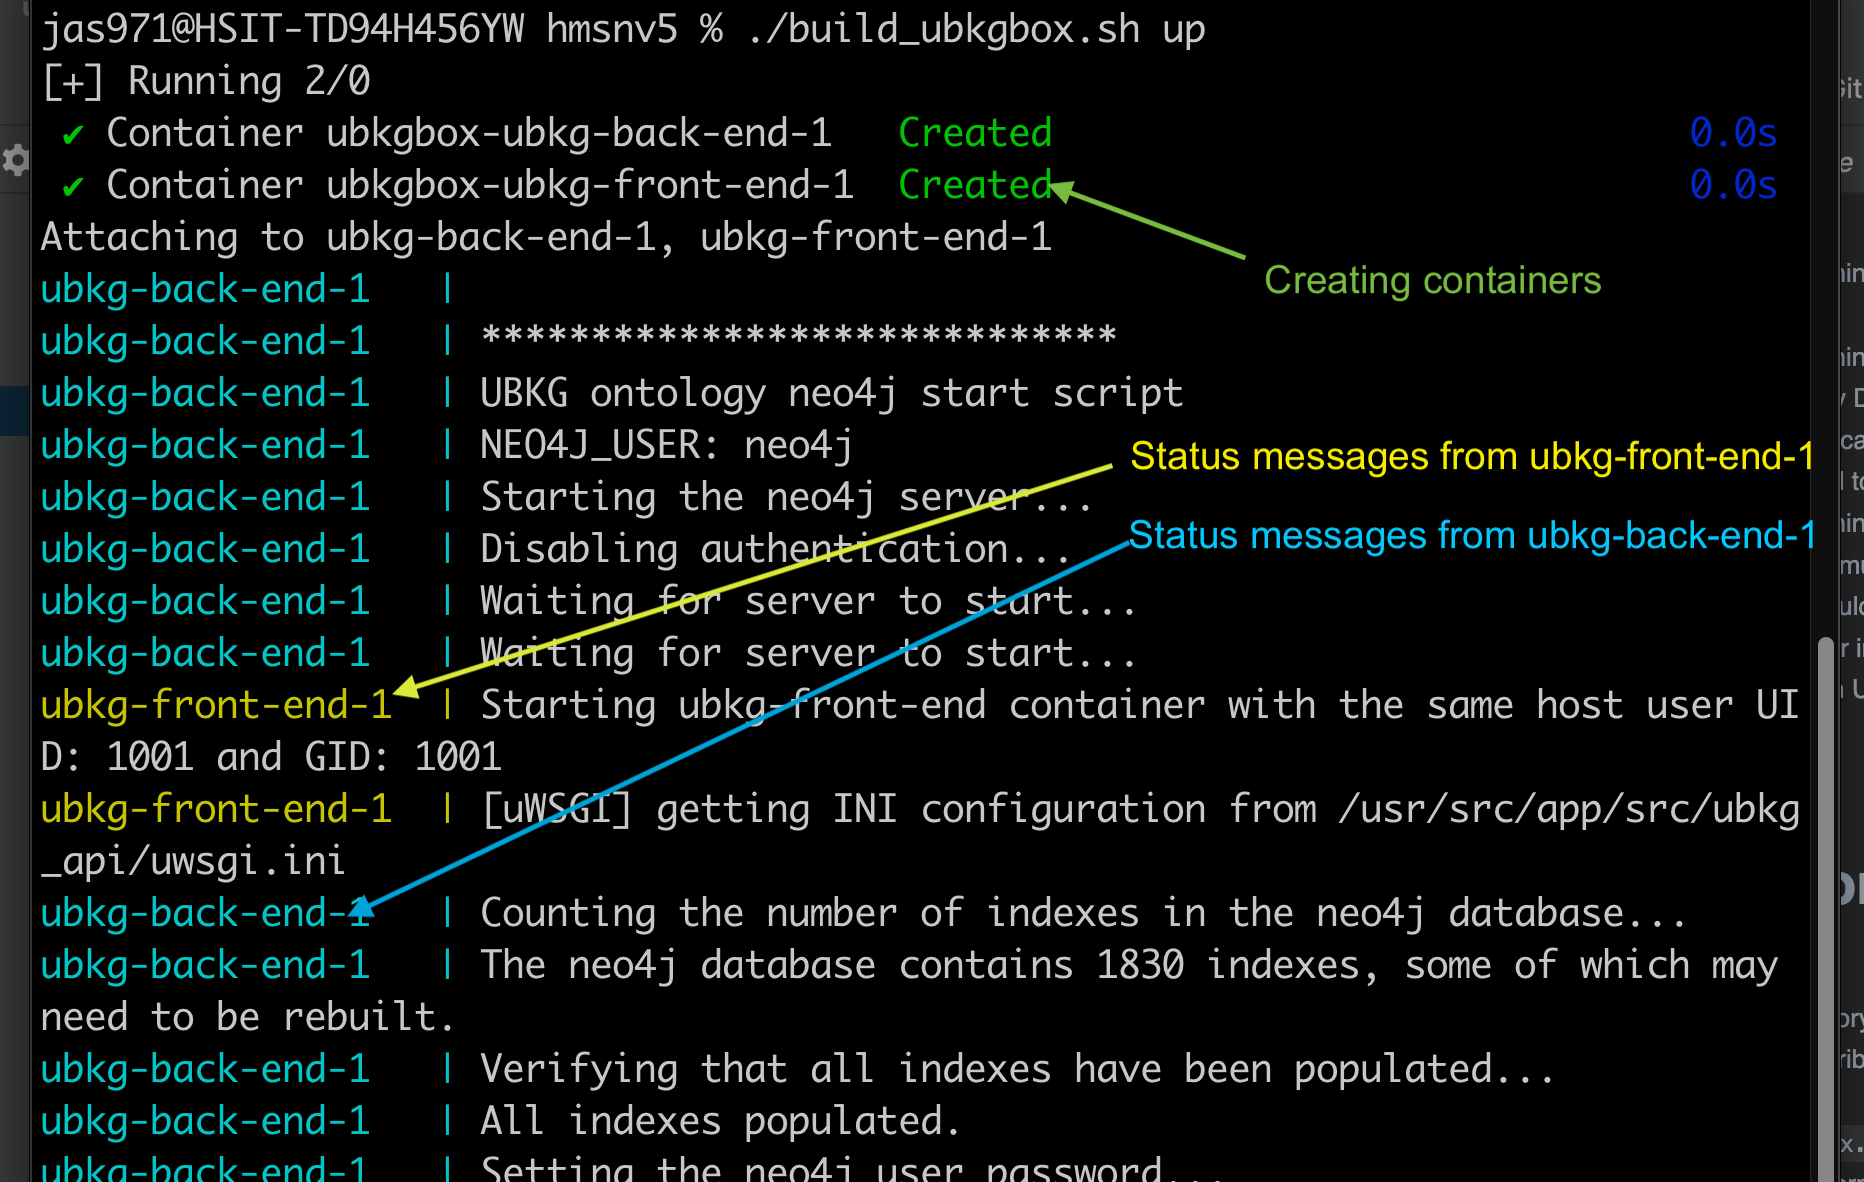 jas971@HSIT-TD94H456YW hmsnv5 % ./build_ubkgbox.sh up
[+] Running 2/0
✔ Container ubkgbox-ubkg-back-end-1 Created 0.0s
✔ Container ubkgbox-ubkg-front-end-1 Created 0.0s
Attaching to ubkg-back-end-1, ubkg-front-end-1
ubkg-back-end-1 |
Creating containers
ubkg-back-end-1 | *****************************
ubkg-back-end-1 | UBKG ontology neo4j start script
ubkg-back-end-1 | NEO4J_USER: neo4j
Status messages from ubkg-front-end-1
ubkg-back-end-1 | Starting the neo4j server...
Status messages from ubkg-back-end-1
ubkg-back-end-1 | Disabling authentication...
ubkg-back-end-1 | Waiting for server to start...
ubkg-back-end-1 | Waiting for server to start...
ubkg-front-end-1 | Starting ubkg-front-end container with the same host user UI
D: 1001 and GID: 1001
ubkg-front-end-1 | [uWSGI] getting INI configuration from /usr/src/app/src/ubkg
_api/uwsgi.ini
ubkg-back-end-1 | Counting the number of indexes in the neo4j database...
ubkg-back-end-1 | The neo4j database contains 1830 indexes, some of which may
need to be rebuilt.
ubkg-back-end-1 | Verifying that all indexes have been populated...
ubkg-back-end-1 | All indexes populated.
ubkg-back-end-1 | Setting the neo4j user password...